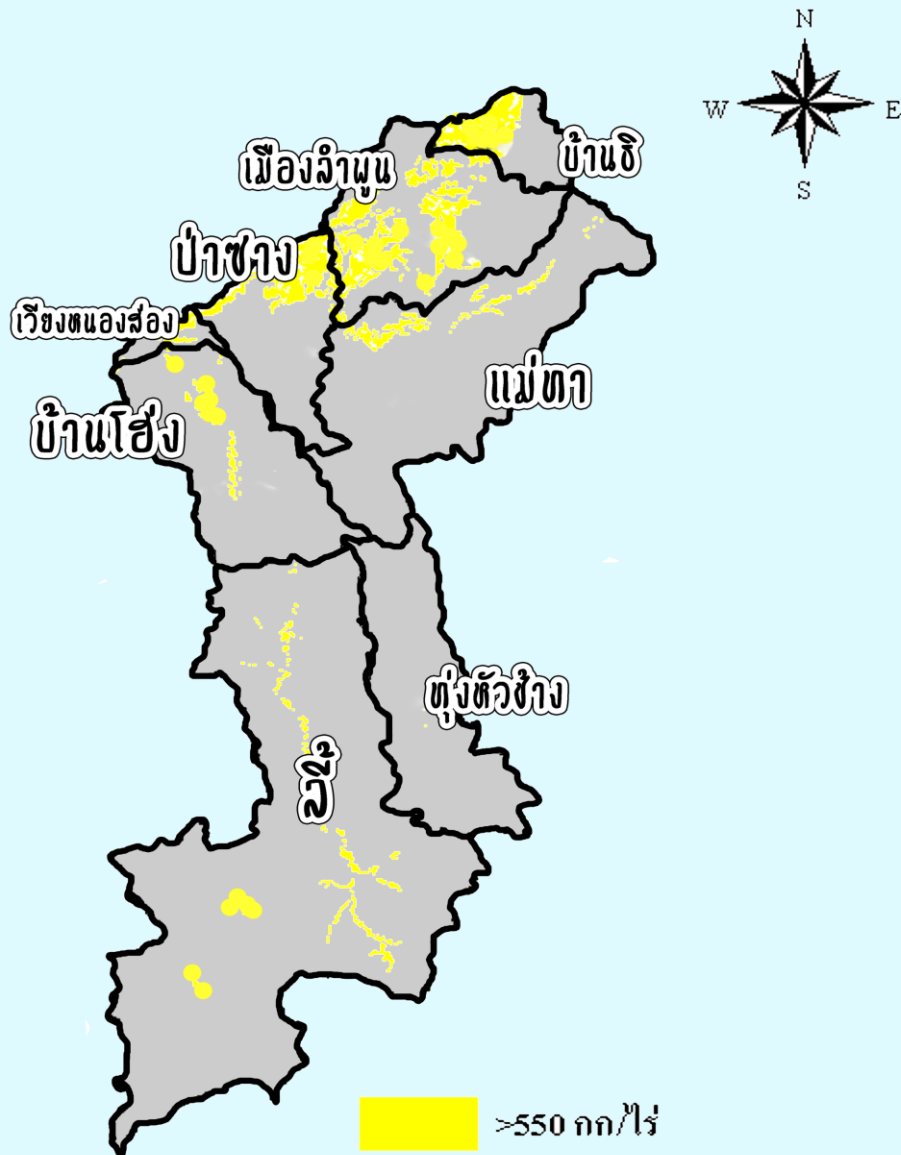 N
W
E
S
บ้านธิ
เมืองลำพูน
ป่าซาง
เวียงหนองส่อง
แม่ทา
บ้านโฮ่ง
ทุ่งหัวช้าง
ลี้
>550 กก/ไร่